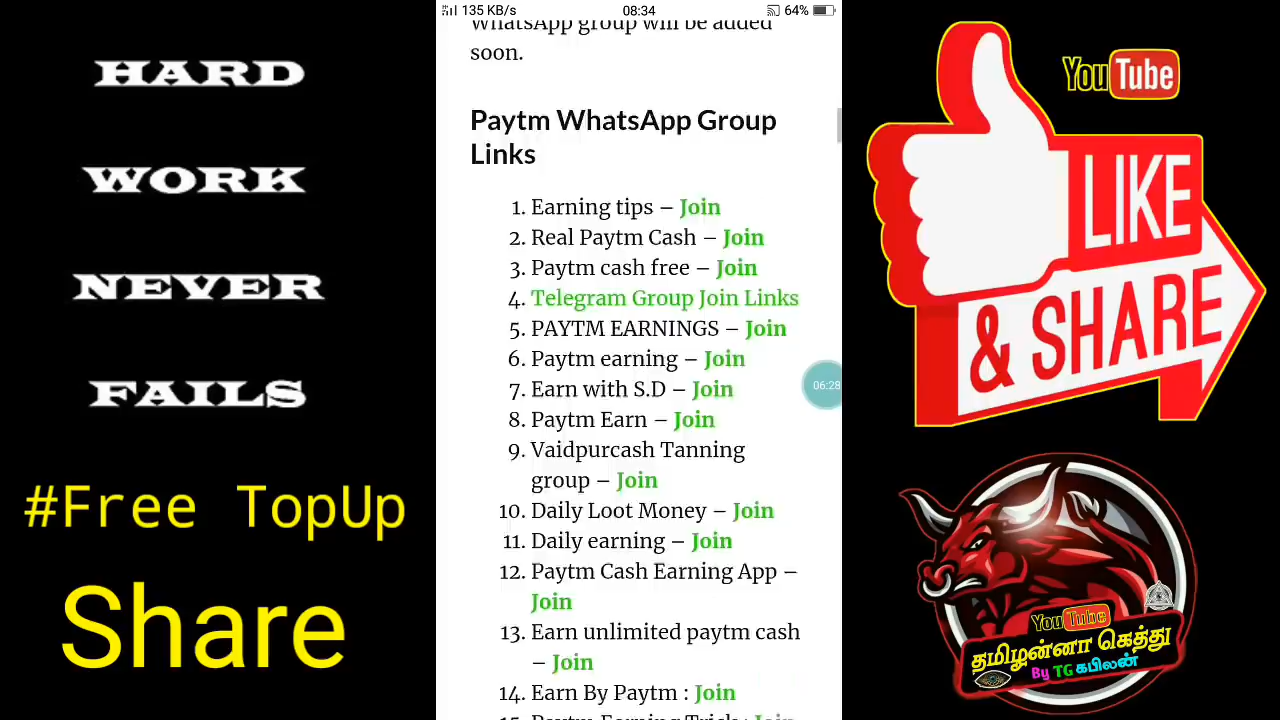 HARD
WORK
NEVER
FAILS
#Free TopUp
Share
135 KB/s
08:34
64%
WhatsApp group will be added
soon.
Paytm WhatsApp Group
Links
1. Earning tips – Join
2. Real Paytm Cash – Join
3. Paytm cash free – Join
4. Telegram Group Join Links
5. PAYTM EARNINGS – Join
6. Paytm earning – Join
7. Earn with S.D – Join
8. Paytm Earn – Join
9. Vaidpurcash Tanning
group – Join
10. Daily Loot Money – Join
11. Daily earning – Join
12. Paytm Cash Earning App –
Join
13. Earn unlimited paytm cash
– Join
14. Earn By Paytm : Join
15. Paytm Earning Trick : Join
06:28
YouTube
LIKE
& SHARE
YouTube
தமிழன்னா கெத்து
By TG கபிலன்